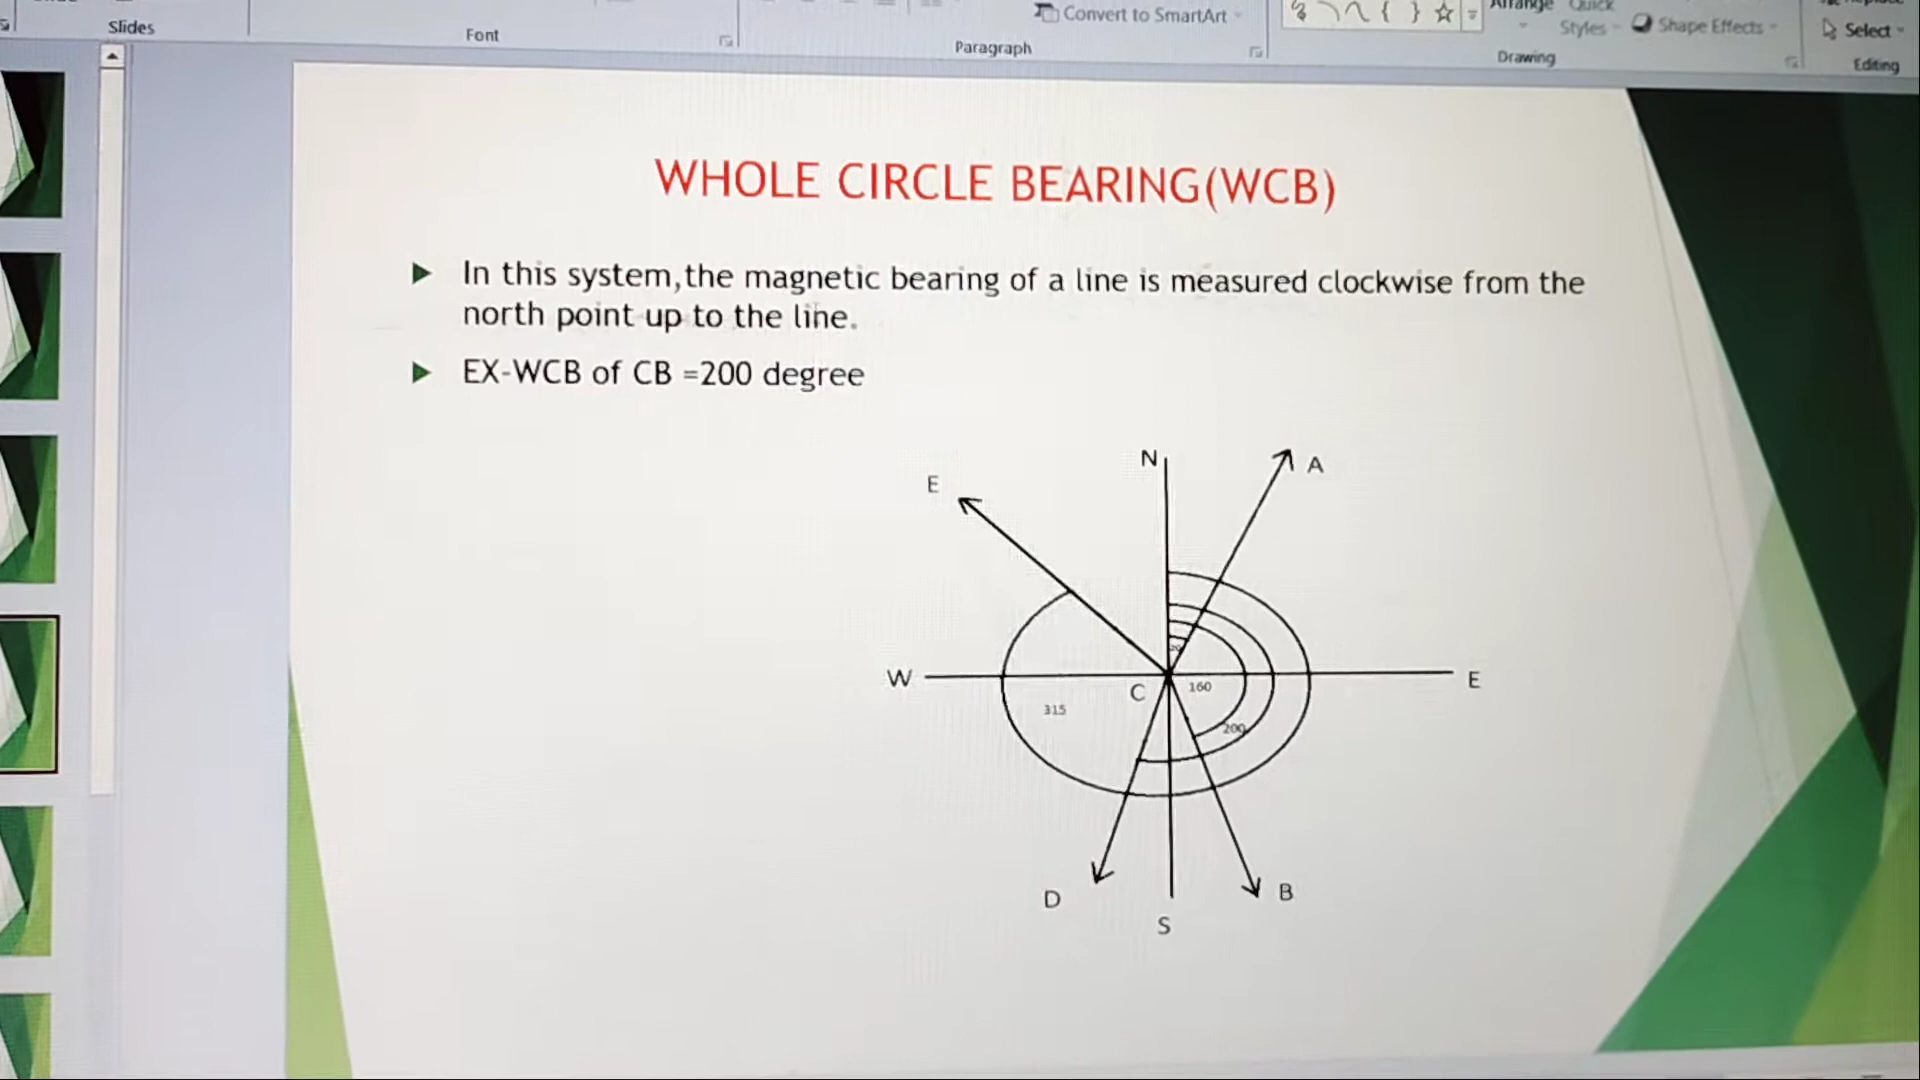 Convert to SmartArt
Slides
Font
Paragraph
Quick
Styles
Shape Effects
Drawing
Select
Editing
WHOLE CIRCLE BEARING(WCB)
In this system,the magnetic bearing of a line is measured clockwise from the
north point up to the line.
EX-WCB of CB =200 degree
N
A
E
W
C
160
E
315
200
D
B
S